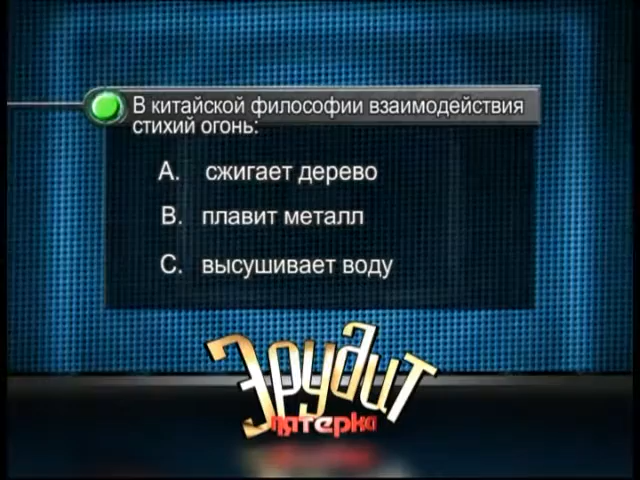 В китайской философии взаимодействия
стихий огонь:
A. сжигает дерево
B. плавит металл
C. высушивает воду
Эрудит
пятерка